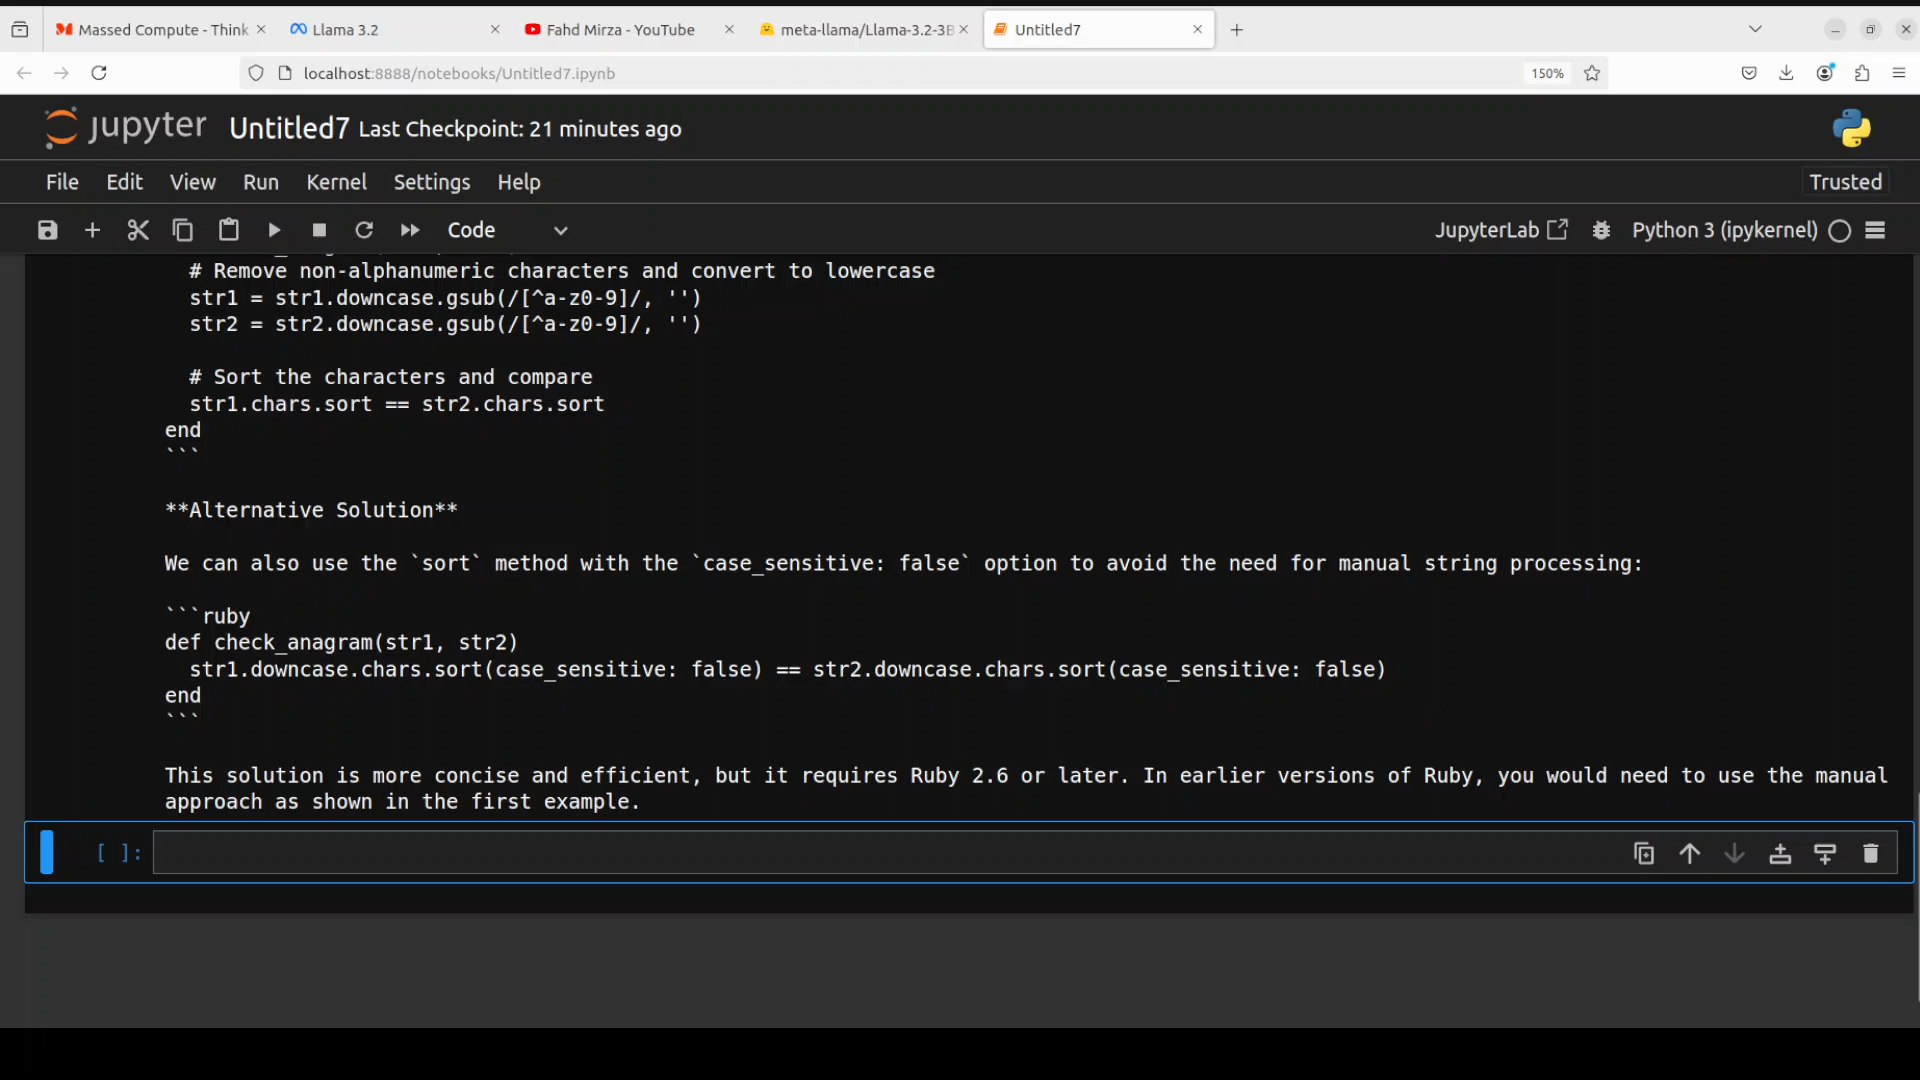 Massed Compute - Think
Llama 3.2
Fahd Mirza - YouTube
meta-llama/Llama-3.2-3B
Untitled7
localhost:8888/notebooks/Untitled7.ipynb
150%
jupyter
Untitled7 Last Checkpoint: 21 minutes ago
File Edit View Run Kernel Settings Help
Trusted
Code
JupyterLab
Python 3 (ipykernel)
# Remove non-alphanumeric characters and convert to lowercase
str1 = str1.downcase.gsub(/[^a-z0-9]/, '')
str2 = str2.downcase.gsub(/[^a-z0-9]/, '')
# Sort the characters and compare
str1.chars.sort == str2.chars.sort
end
```
**Alternative Solution**
We can also use the `sort` method with the `case_sensitive: false` option to avoid the need for manual string processing:
```ruby
def check_anagram(str1, str2)
str1.downcase.chars.sort(case_sensitive: false) == str2.downcase.chars.sort(case_sensitive: false)
end
```
This solution is more concise and efficient, but it requires Ruby 2.6 or later. In earlier versions of Ruby, you would need to use the manual
approach as shown in the first example.
[ ]: